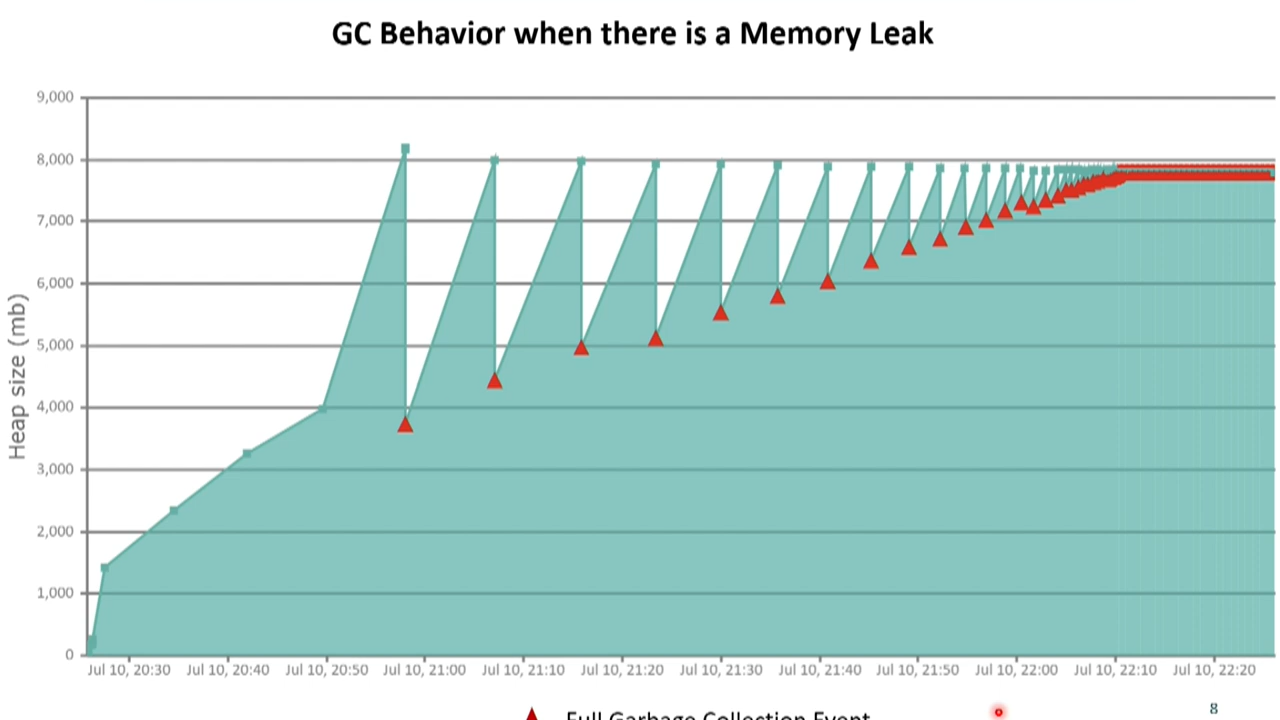 GC Behavior when there is a Memory Leak
9,000
8,000
7,000
6,000
5,000
4,000
3,000
2,000
1,000
0
Heap size (mb)
Jul 10, 20:30 Jul 10, 20:40 Jul 10, 20:50 Jul 10, 21:00 Jul 10, 21:10 Jul 10, 21:20 Jul 10, 21:30 Jul 10, 21:40 Jul 10, 21:50 Jul 10, 22:00 Jul 10, 22:10 Jul 10, 22:20
Full Garbage Collection Event
8